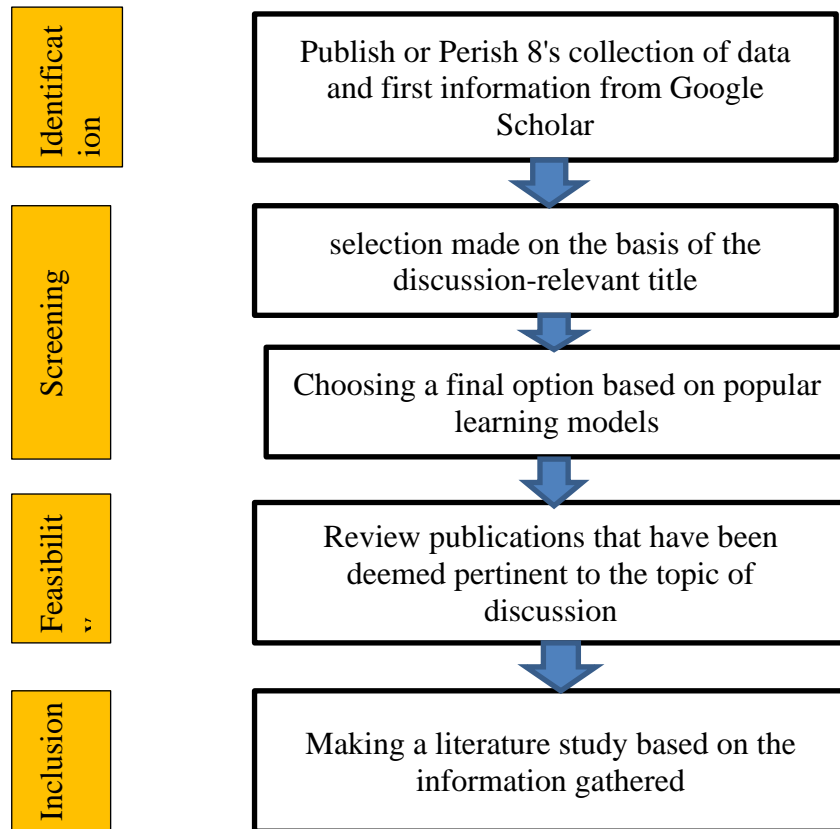 Identificat
ion
Publish or Perish 8's collection of data
and first information from Google
Scholar
Screening
selection made on the basis of the
discussion-relevant title
Choosing a final option based on popular
learning models
Feasibilit
y
Review publications that have been
deemed pertinent to the topic of
discussion
Inclusion
Making a literature study based on the
information gathered